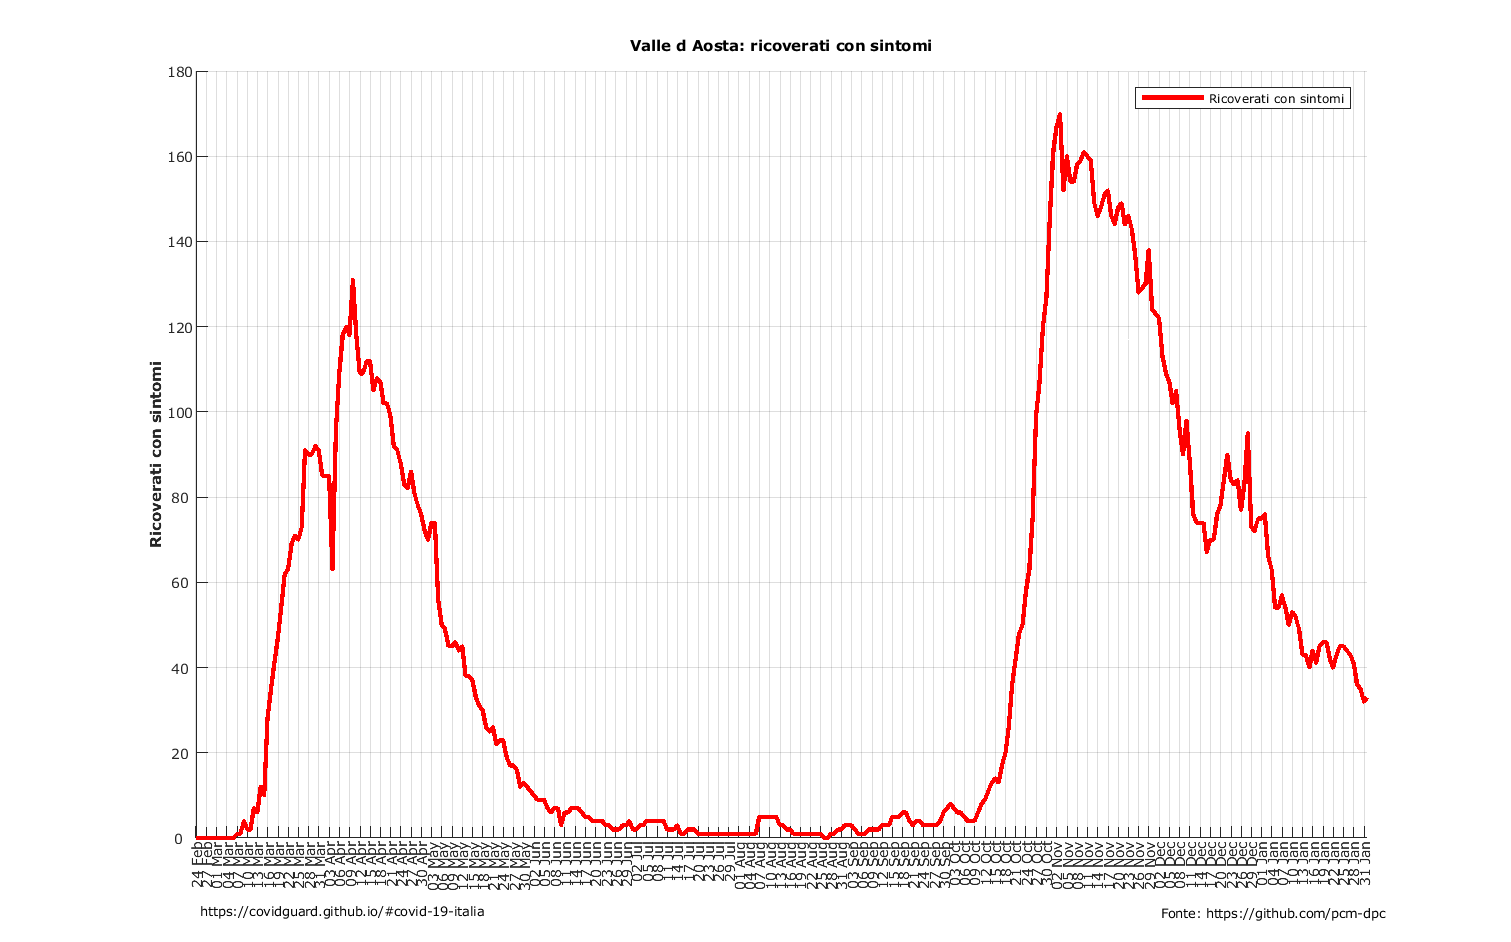 Valle d Aosta: ricoverati con sintomi
Ricoverati con sintomi
Ricoverati con sintomi
180
160
140
120
100
80
60
40
20
0
24 Feb
27 Feb
01 Mar
04 Mar
07 Mar
10 Mar
13 Mar
16 Mar
19 Mar
22 Mar
25 Mar
28 Mar
31 Mar
03 Apr
06 Apr
09 Apr
12 Apr
15 Apr
18 Apr
21 Apr
24 Apr
27 Apr
30 Apr
03 May
06 May
09 May
12 May
15 May
18 May
21 May
24 May
27 May
30 May
02 Jun
05 Jun
08 Jun
11 Jun
14 Jun
17 Jun
20 Jun
23 Jun
26 Jun
29 Jun
02 Jul
05 Jul
08 Jul
11 Jul
14 Jul
17 Jul
20 Jul
23 Jul
26 Jul
29 Jul
01 Aug
04 Aug
07 Aug
10 Aug
13 Aug
16 Aug
19 Aug
22 Aug
25 Aug
28 Aug
31 Aug
03 Sep
06 Sep
09 Sep
12 Sep
15 Sep
18 Sep
21 Sep
24 Sep
27 Sep
30 Sep
03 Oct
06 Oct
09 Oct
12 Oct
15 Oct
18 Oct
21 Oct
24 Oct
27 Oct
30 Oct
02 Nov
05 Nov
08 Nov
11 Nov
14 Nov
17 Nov
20 Nov
23 Nov
26 Nov
29 Nov
02 Dec
05 Dec
08 Dec
11 Dec
14 Dec
17 Dec
20 Dec
23 Dec
26 Dec
29 Dec
01 Jan
04 Jan
07 Jan
10 Jan
13 Jan
16 Jan
19 Jan
22 Jan
25 Jan
28 Jan
31 Jan
https://covidguard.github.io/#covid-19-italia
Fonte: https://github.com/pcm-dpc